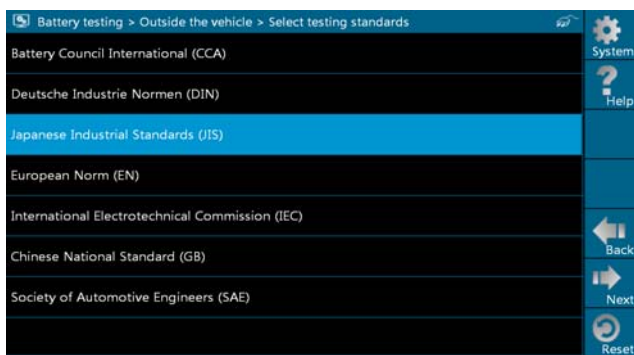 Battery testing > Outside the vehicle > Select testing standards
Battery Council International (CCA)
Deutsche Industrie Normen (DIN)
Japanese Industrial Standards (JIS)
European Norm (EN)
International Electrotechnical Commission (IEC)
Chinese National Standard (GB)
Society of Automotive Engineers (SAE)
System
Help
Back
Next
Reset